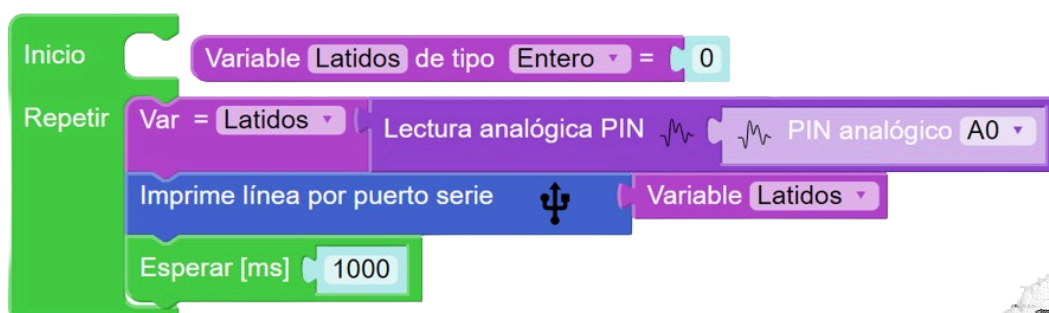 Inicio Variable Latidos de tipo Entero = 0
Repetir Var = Latidos Lectura analógica PIN PIN analógico A0
Imprime línea por puerto serie Variable Latidos
Esperar [ms] 1000